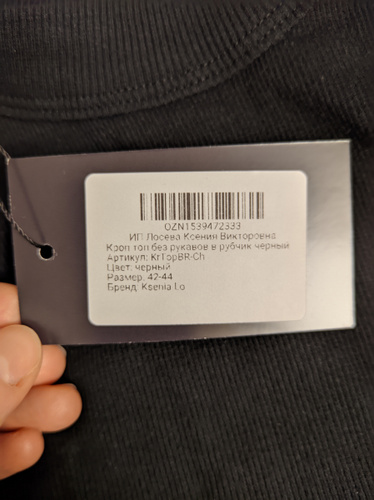 OZN1539472333
ИП Лосева Ксения Викторовна
Кроп топ без рукавов в рубчик черный
Артикул: KrTopBR-Ch
Цвет: черный
Размер: 42-44
Бренд: Ksenia Lo